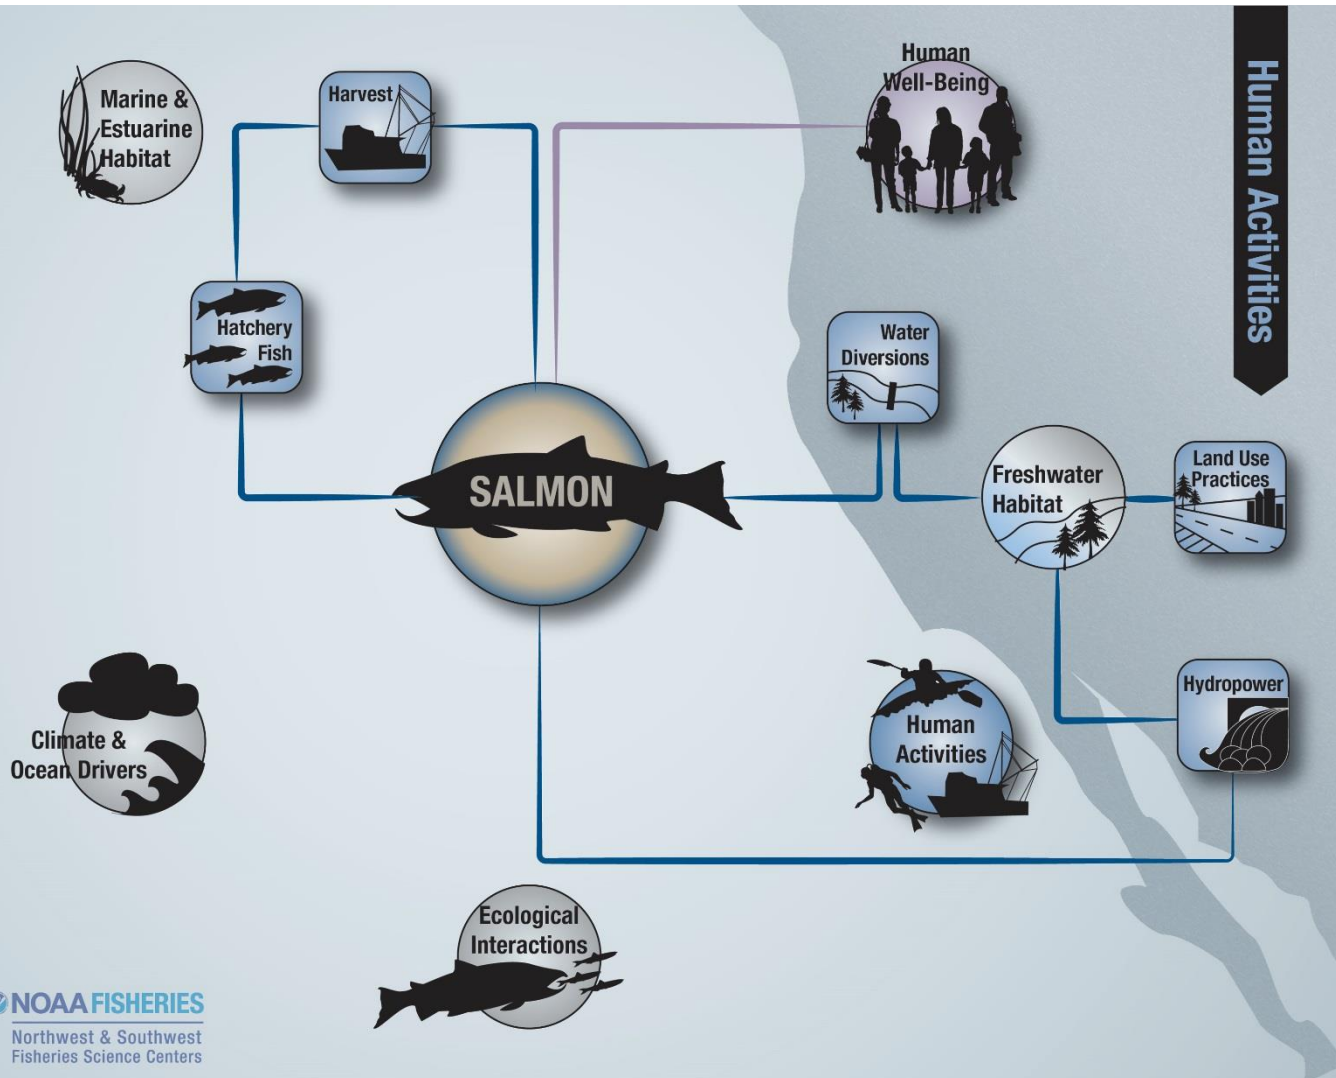 Marine &
Estuarine
Habitat
Harvest
Human
Well-Being
Human Activities
Hatchery
Fish
Water
Diversions
SALMON
Freshwater
Habitat
Land Use
Practices
Hydropower
Climate &
Ocean Drivers
Human
Activities
Ecological
Interactions
NOAA FISHERIES
Northwest & Southwest
Fisheries Science Centers